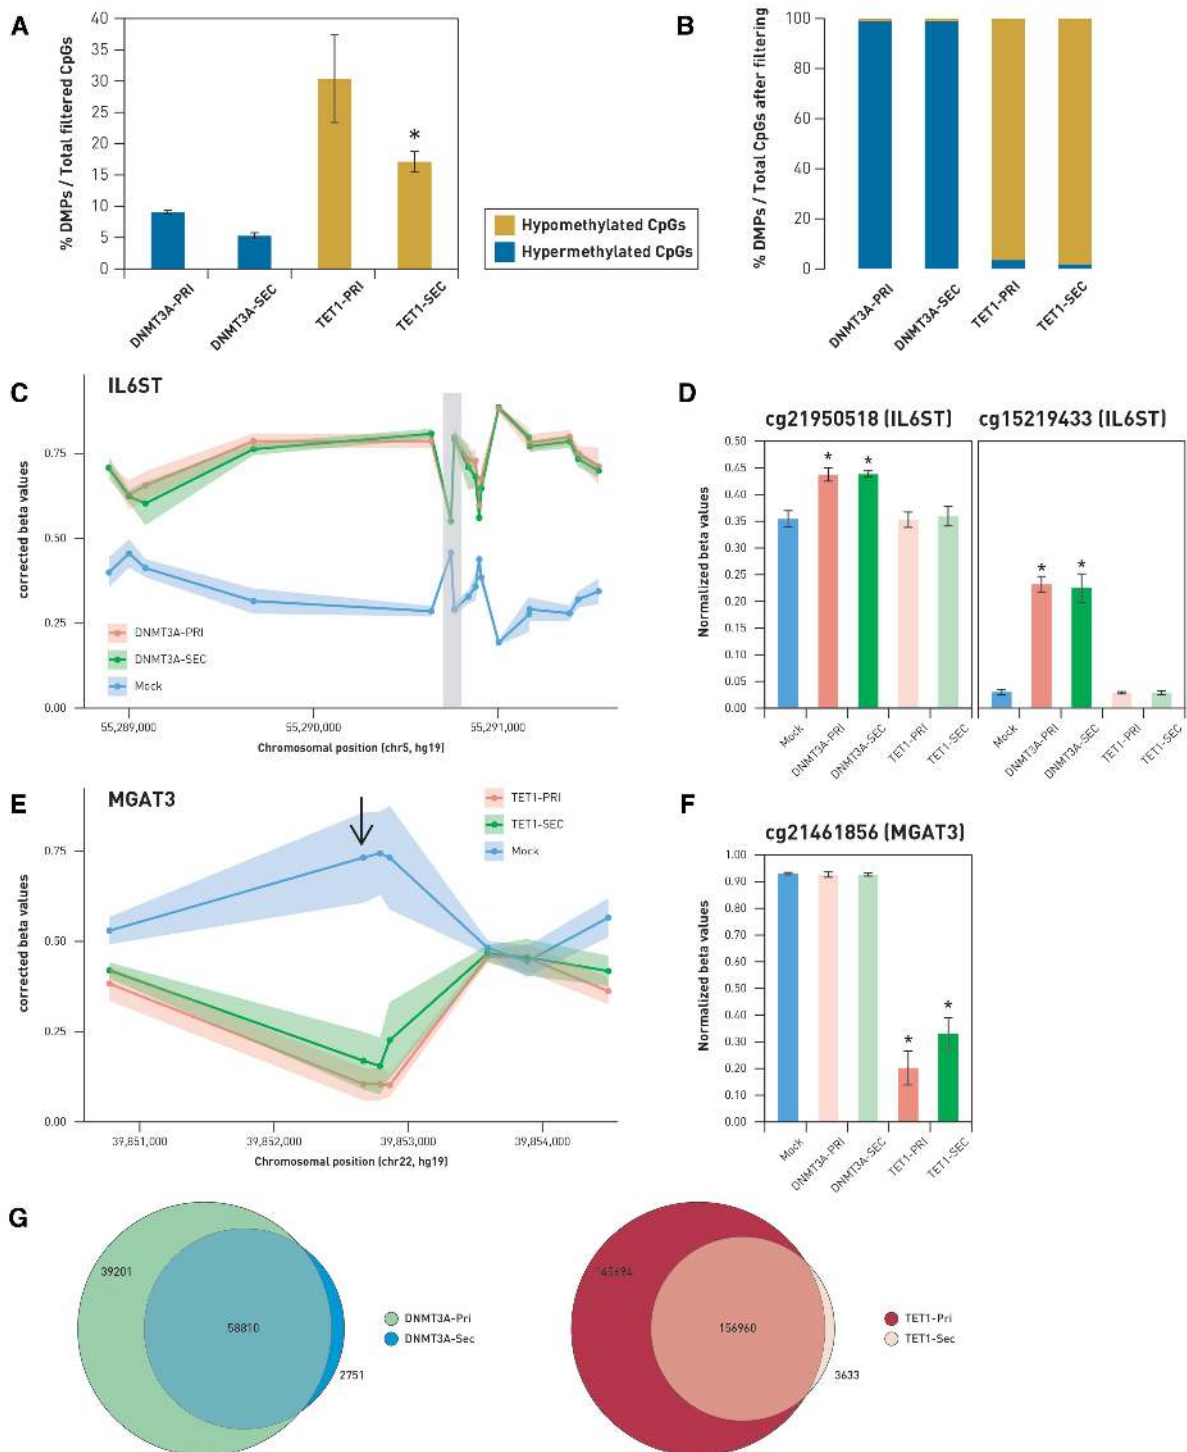 A
% DMPs / Total filtered CpGs
40
35
30
25
20
15
10
5
0
*
DNMT3A-PRI
DNMT3A-SEC
TET1-PRI
TET1-SEC
Hypomethylated CpGs
Hypermethylated CpGs
B
% DMPs / Total CpGs after filtering
100
80
60
40
20
0
DNMT3A-PRI
DNMT3A-SEC
TET1-PRI
TET1-SEC
C
IL6ST
corrected beta values
0.75
0.50
0.25
0.00
DNMT3A-PRI
DNMT3A-SEC
Mock
55,289,000
55,290,000
55,291,000
Chromosomal position (chr5, hg19)
D
cg21950518 (IL6ST)
cg15219433 (IL6ST)
Normalized beta values
0.50
0.45
0.40
0.35
0.30
0.25
0.20
0.15
0.10
0.05
0.00
*
*
*
*
Mock
DNMT3A-PRI
DNMT3A-SEC
TET1-PRI
TET1-SEC
Mock
DNMT3A-PRI
DNMT3A-SEC
TET1-PRI
TET1-SEC
E
MGAT3
corrected beta values
0.75
0.50
0.25
0.00
TET1-PRI
TET1-SEC
Mock
39,851,000
39,852,000
39,853,000
39,854,000
Chromosomal position (chr22, hg19)
F
cg21461856 (MGAT3)
Normalized beta values
1.00
0.90
0.80
0.70
0.60
0.50
0.40
0.30
0.20
0.10
0.00
*
*
Mock
DNMT3A-PRI
DNMT3A-SEC
TET1-PRI
TET1-SEC
G
39201
58810
2751
DNMT3A-Pri
DNMT3A-Sec
156960
3633
TET1-Pri
TET1-Sec